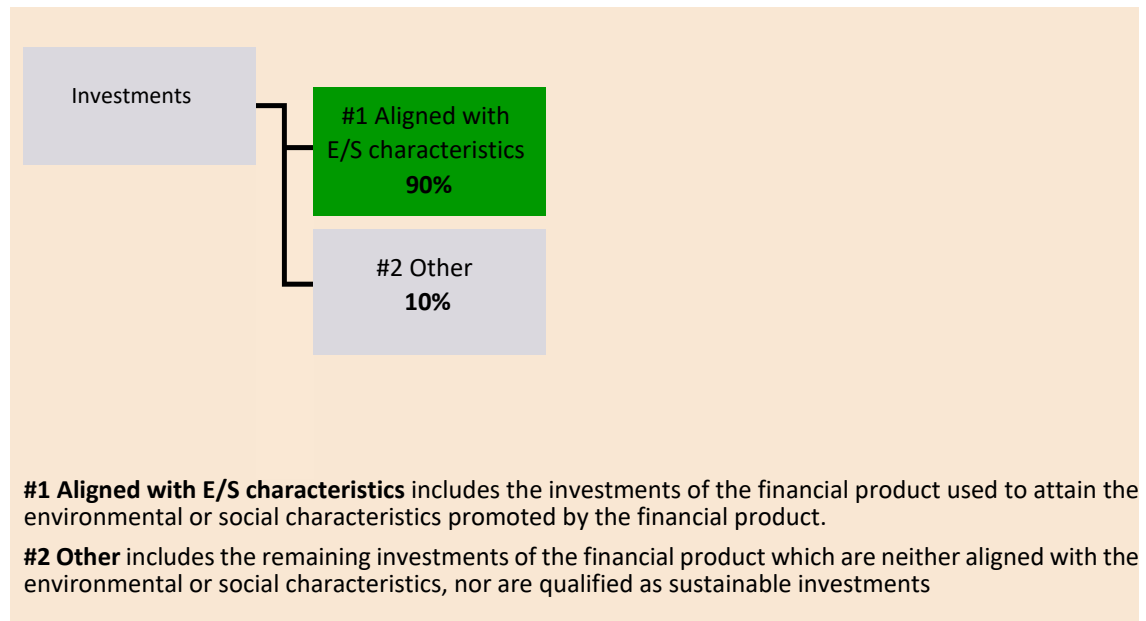 Investments
#1 Aligned with
E/S characteristics
90%
#2 Other
10%
#1 Aligned with E/S characteristics includes the investments of the financial product used to attain the
environmental or social characteristics promoted by the financial product.
#2 Other includes the remaining investments of the financial product which are neither aligned with the
environmental or social characteristics, nor are qualified as sustainable investments